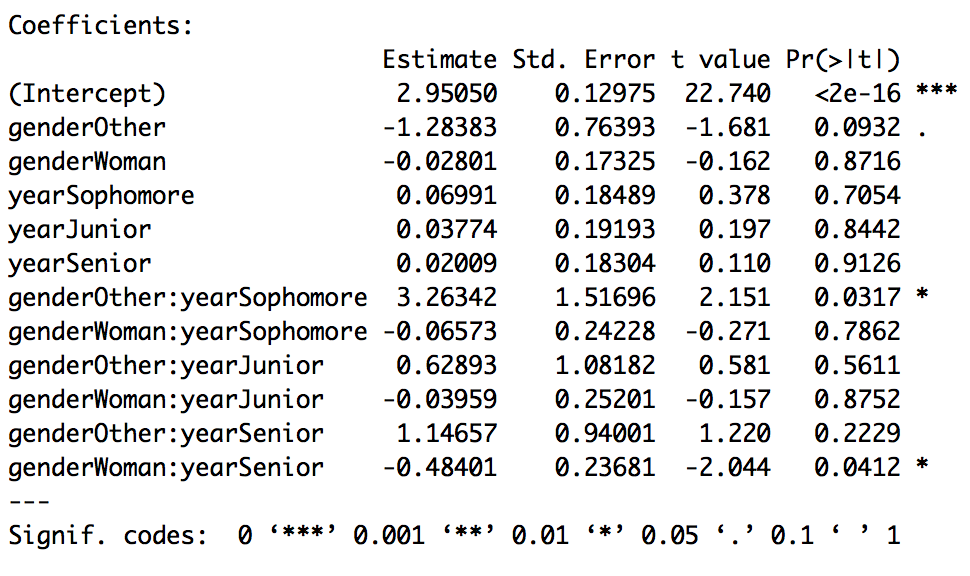 Coefficients:
Estimate Std. Error t value Pr(>|t|)
(Intercept) 2.95050 0.12975 22.740 <2e-16 ***
genderOther -1.28383 0.76393 -1.681 0.0932 .
genderWoman -0.02801 0.17325 -0.162 0.8716
yearSophomore 0.06991 0.18489 0.378 0.7054
yearJunior 0.03774 0.19193 0.197 0.8442
yearSenior 0.02009 0.18304 0.110 0.9126
genderOther:yearSophomore 3.26342 1.51696 2.151 0.0317 *
genderWoman:yearSophomore -0.06573 0.24228 -0.271 0.7862
genderOther:yearJunior 0.62893 1.08182 0.581 0.5611
genderWoman:yearJunior -0.03959 0.25201 -0.157 0.8752
genderOther:yearSenior 1.14657 0.94001 1.220 0.2229
genderWoman:yearSenior -0.48401 0.23681 -2.044 0.0412 *
---
Signif. codes: 0 ‘***’ 0.001 ‘**’ 0.01 ‘*’ 0.05 ‘.’ 0.1 ‘ ’ 1